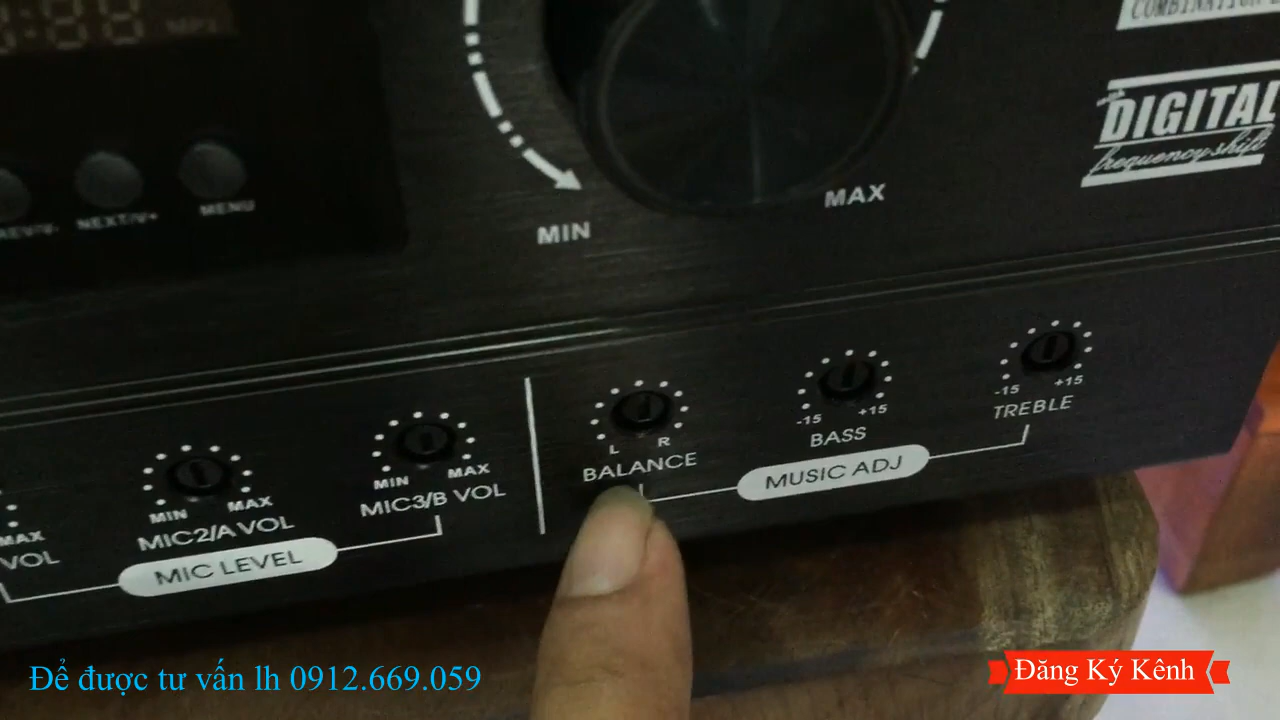 MP3
COMBINATION
DIGITAL
frequency shift
NEXT/V+
MENU
MIN
MAX
-15
+15
TREBLE
-15
+15
BASS
L
R
BALANCE
MUSIC ADJ
MIN
MAX
MIC3/B VOL
MIN
MAX
MIC2/A VOL
MAX
VOL
MIC LEVEL
Để được tư vấn lh 0912.669.059
Đăng Ký Kênh